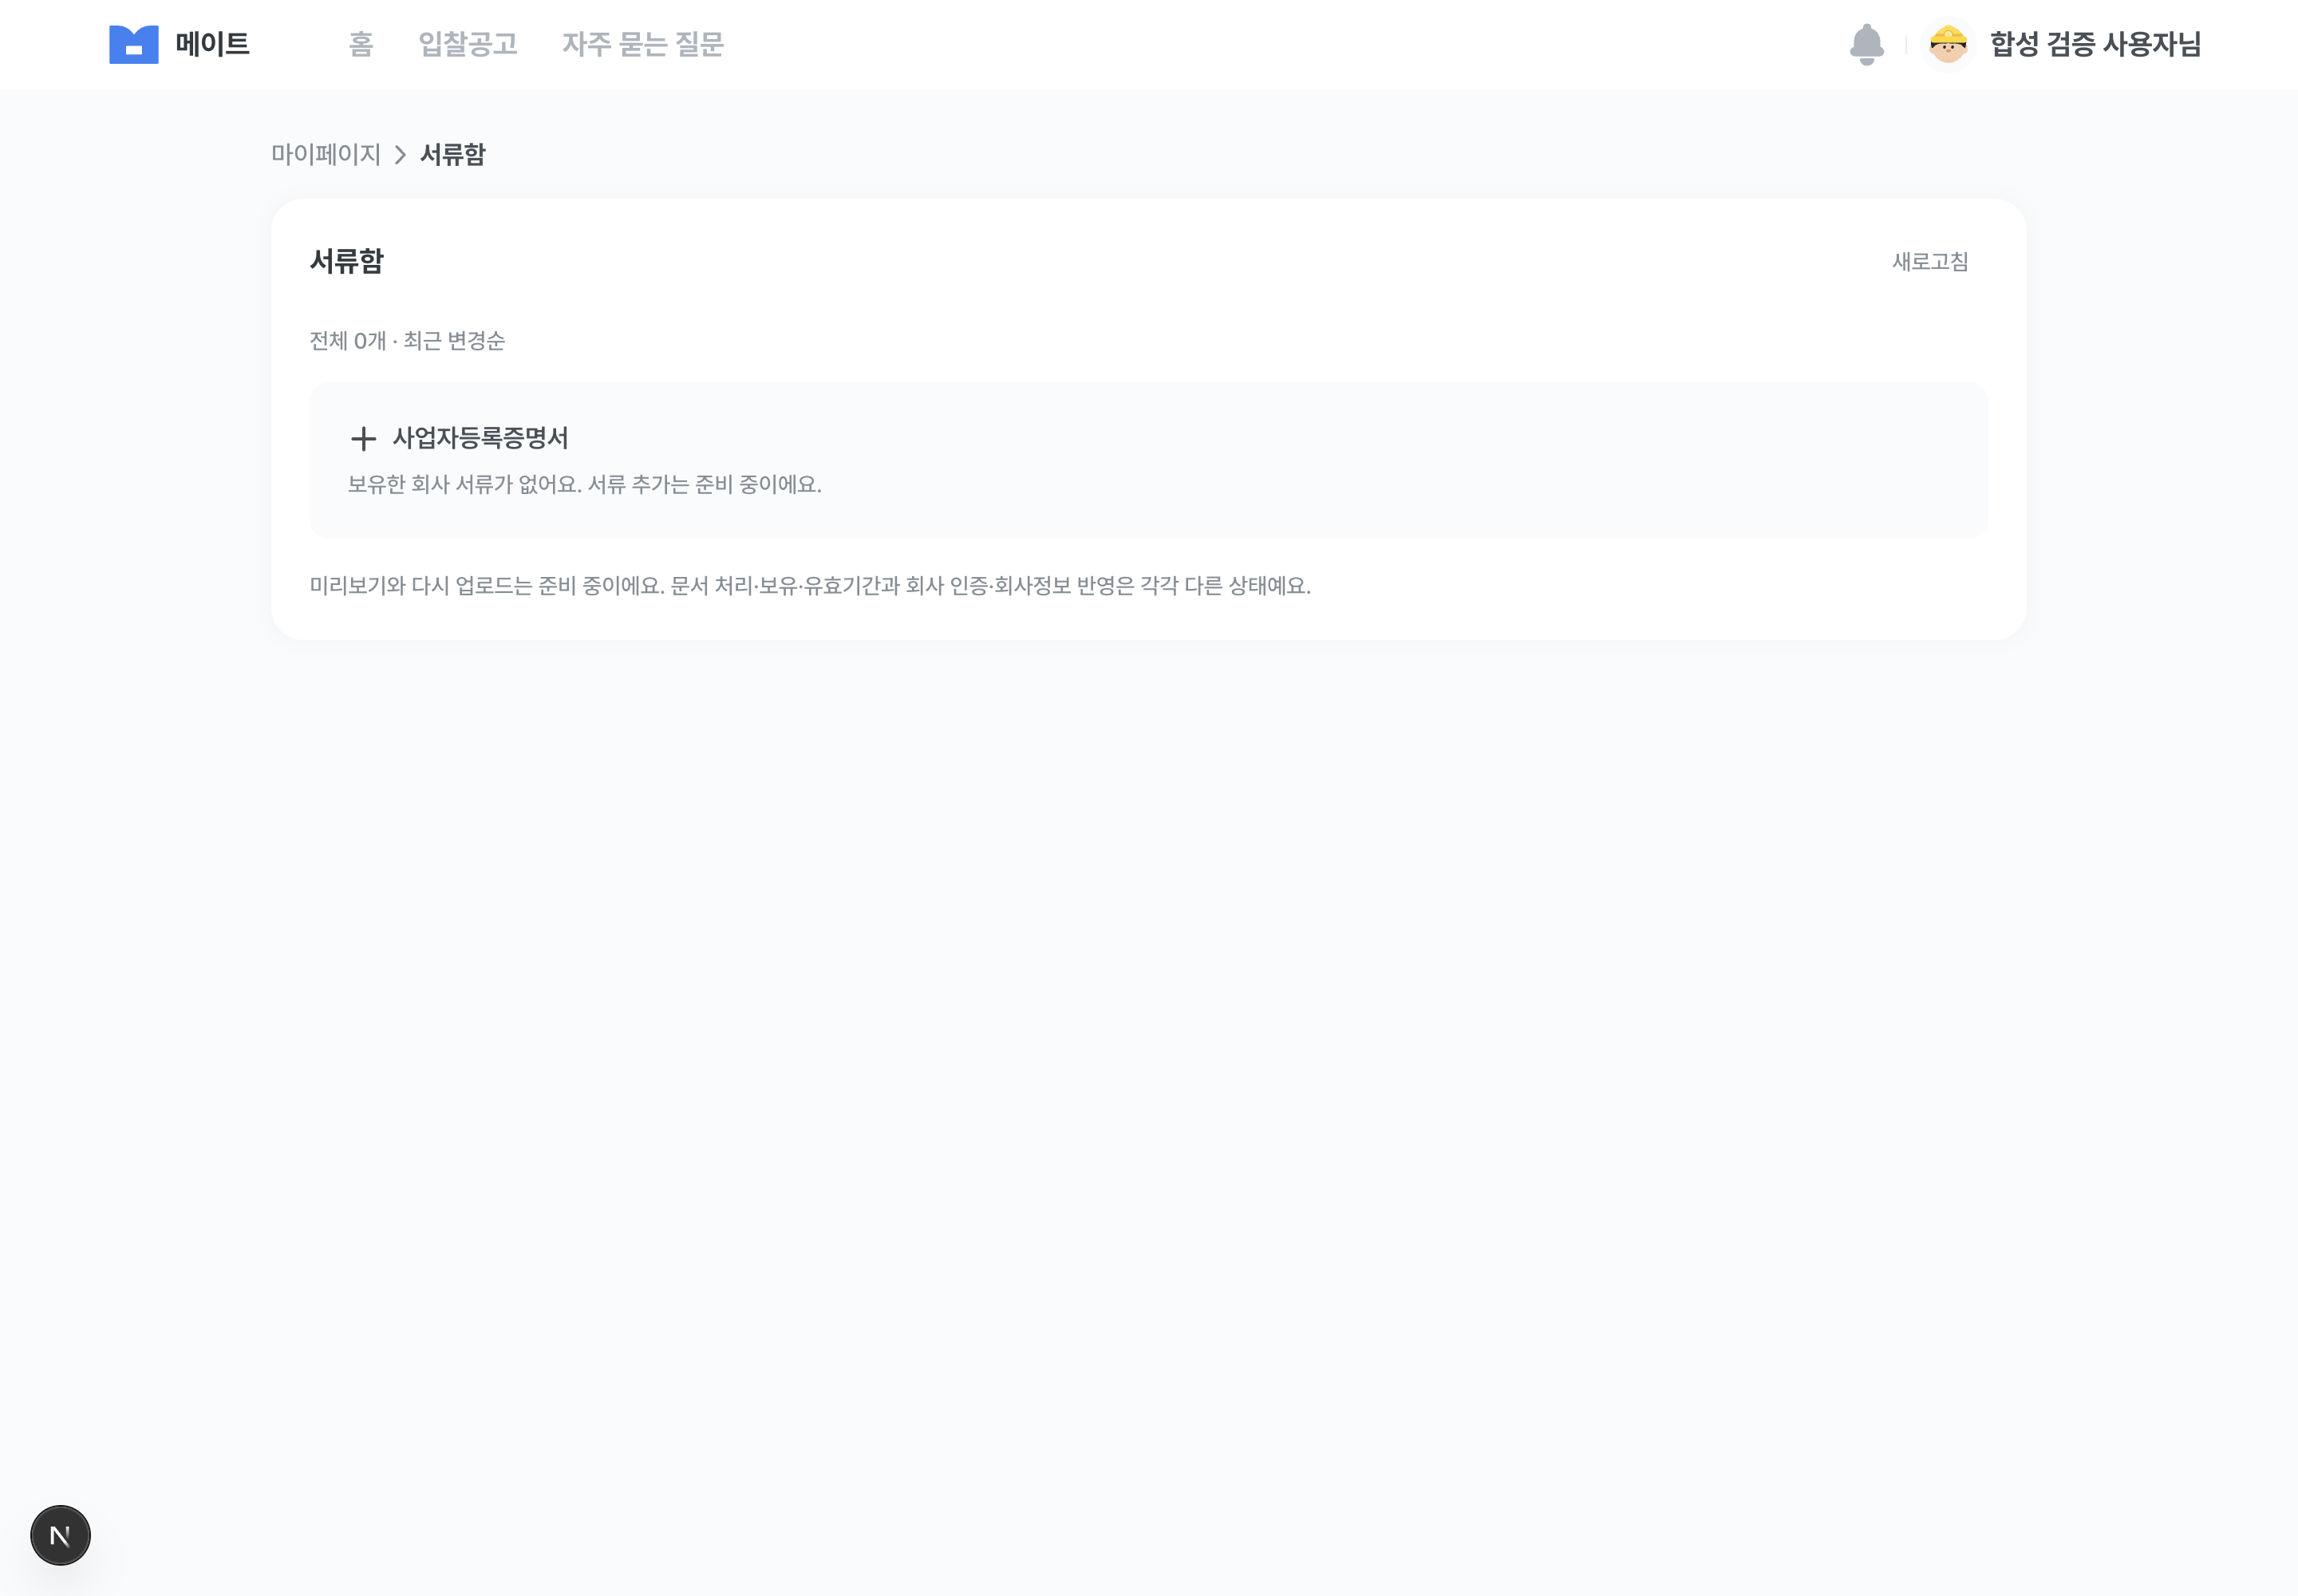 메이트
홈
입찰공고
자주 묻는 질문
합성 검증 사용자님
마이페이지
서류함
서류함
새로고침
전체 0개 · 최근 변경순
사업자등록증명서
보유한 회사 서류가 없어요. 서류 추가는 준비 중이에요.
미리보기와 다시 업로드는 준비 중이에요. 문서 처리·보유·유효기간과 회사 인증·회사정보 반영은 각각 다른 상태예요.
N